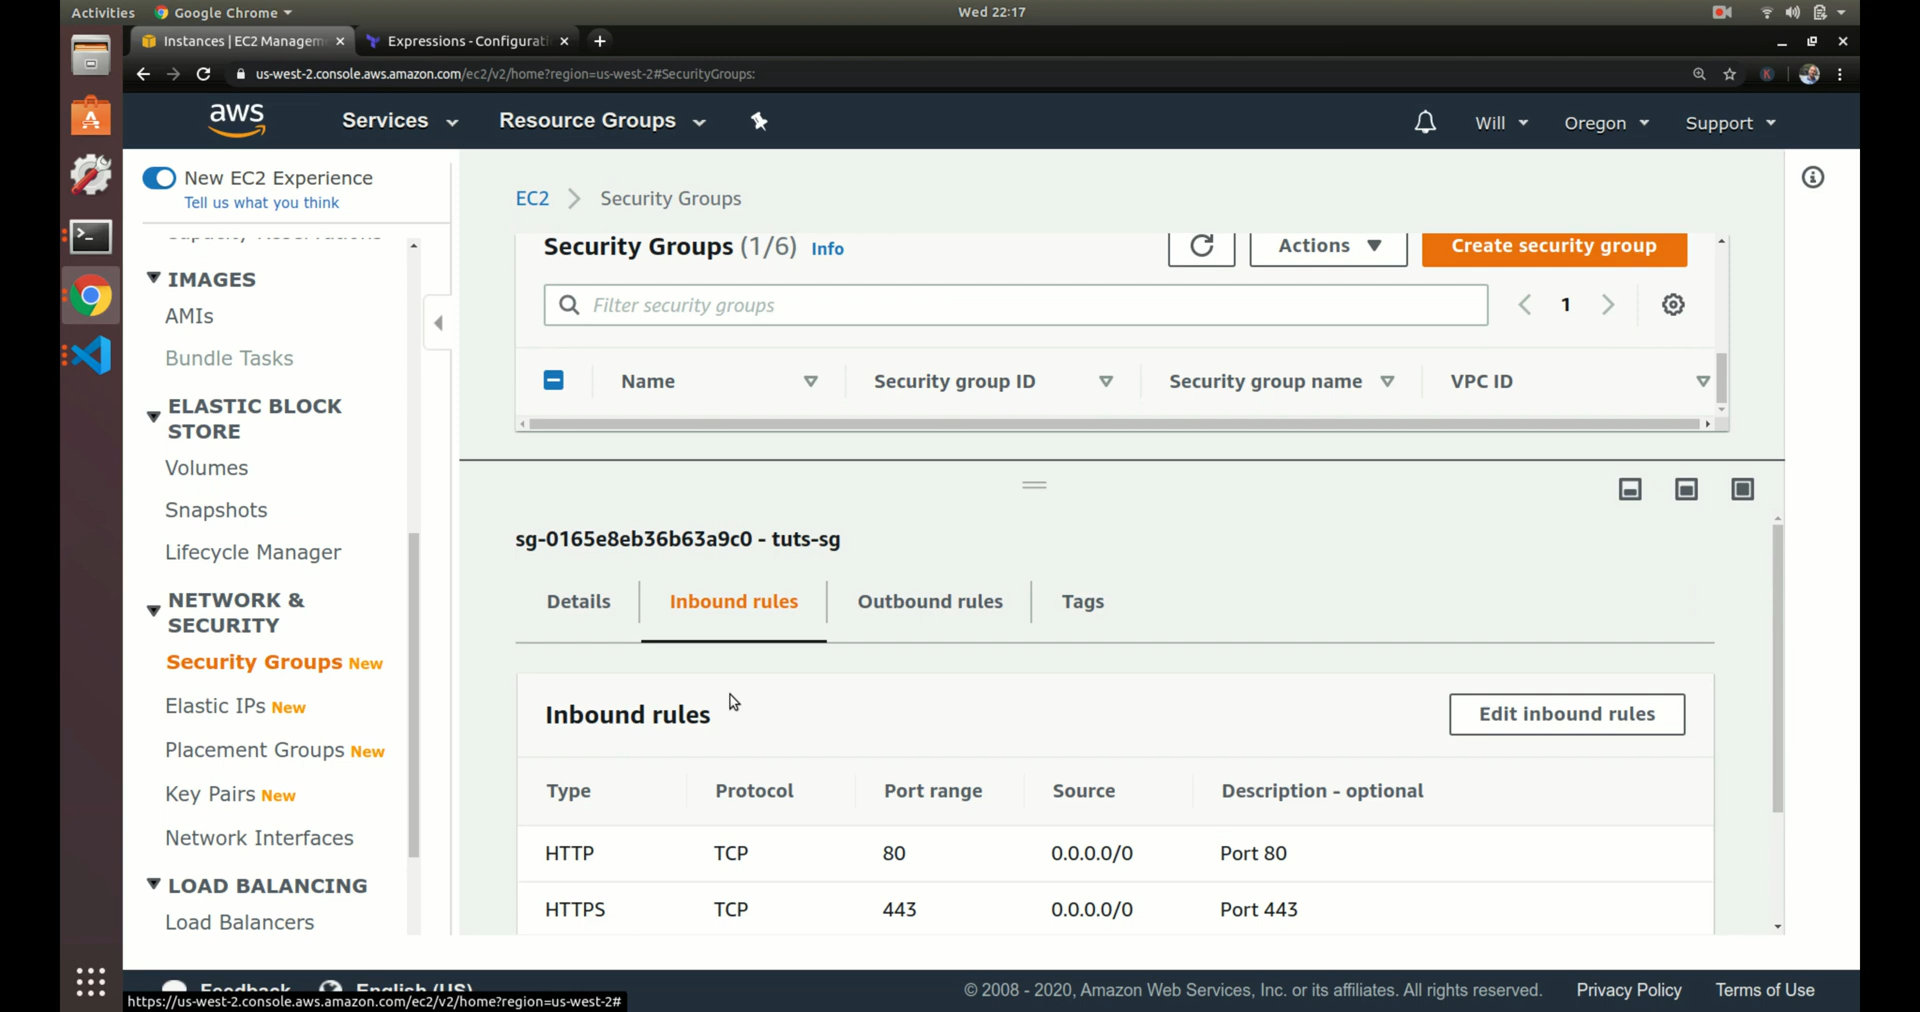 Activities
Google Chrome
Wed 22:17
Instances | EC2 Managem
Expressions - Configurati
us-west-2.console.aws.amazon.com/ec2/v2/home?region=us-west-2#SecurityGroups:
K
aws
Services
Resource Groups
Will
Oregon
Support
New EC2 Experience
Tell us what you think
Capacity Reservations
IMAGES
AMIs
Bundle Tasks
ELASTIC BLOCK
STORE
Volumes
Snapshots
Lifecycle Manager
NETWORK &
SECURITY
Security Groups New
Elastic IPs New
Placement Groups New
Key Pairs New
Network Interfaces
LOAD BALANCING
Load Balancers
EC2 > Security Groups
Security Groups (1/6) Info
Actions
Create security group
Filter security groups
1
Name
Security group ID
Security group name
VPC ID
sg-0165e8eb36b63a9c0 - tuts-sg
Details
Inbound rules
Outbound rules
Tags
Inbound rules
Edit inbound rules
Type Protocol Port range Source Description - optional
HTTP TCP 80 0.0.0.0/0 Port 80
HTTPS TCP 443 0.0.0.0/0 Port 443
Feedback
English (US)
© 2008 - 2020, Amazon Web Services, Inc. or its affiliates. All rights reserved.
Privacy Policy
Terms of Use
https://us-west-2.console.aws.amazon.com/ec2/v2/home?region=us-west-2#